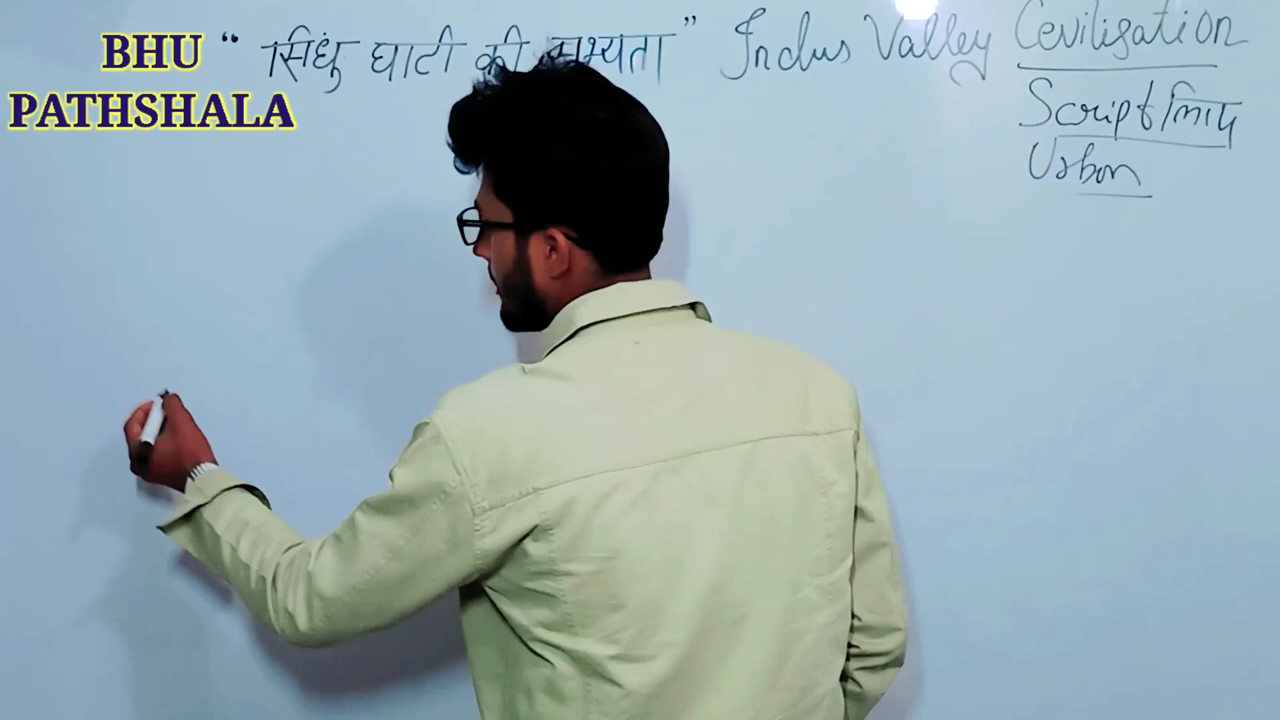 BHU
PATHSHALA
“ सिंधु घाटी की सभ्यता ” Indus Valley Cevilisation
Script लिपि
Urban